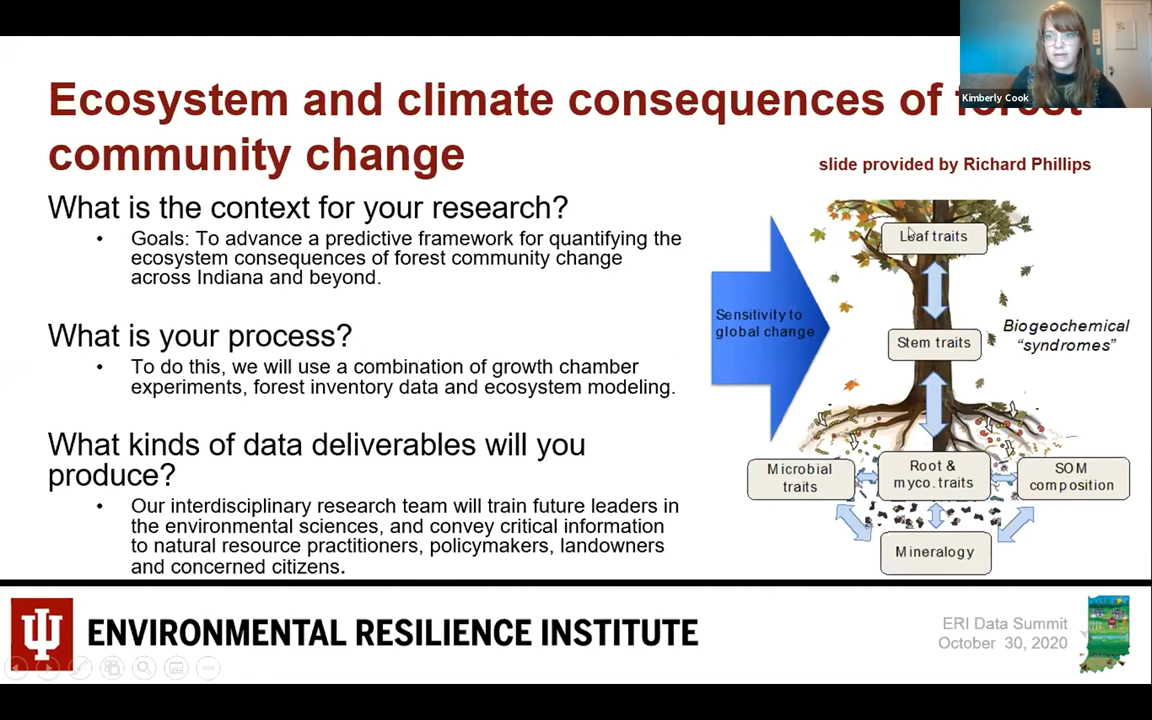 Ecosystem and climate consequences of forest
community change
Kimberly Cook
slide provided by Richard Phillips
What is the context for your research?
• Goals: To advance a predictive framework for quantifying the
ecosystem consequences of forest community change
across Indiana and beyond.
What is your process?
• To do this, we will use a combination of growth chamber
experiments, forest inventory data and ecosystem modeling.
What kinds of data deliverables will you
produce?
• Our interdisciplinary research team will train future leaders in
the environmental sciences, and convey critical information
to natural resource practitioners, policymakers, landowners
and concerned citizens.
Sensitivity to
global change
Leaf traits
Stem traits
Biogeochemical
“syndromes”
Microbial
traits
Root &
myco. traits
SOM
composition
Mineralogy
ENVIRONMENTAL RESILIENCE INSTITUTE
ERI Data Summit
October 30, 2020